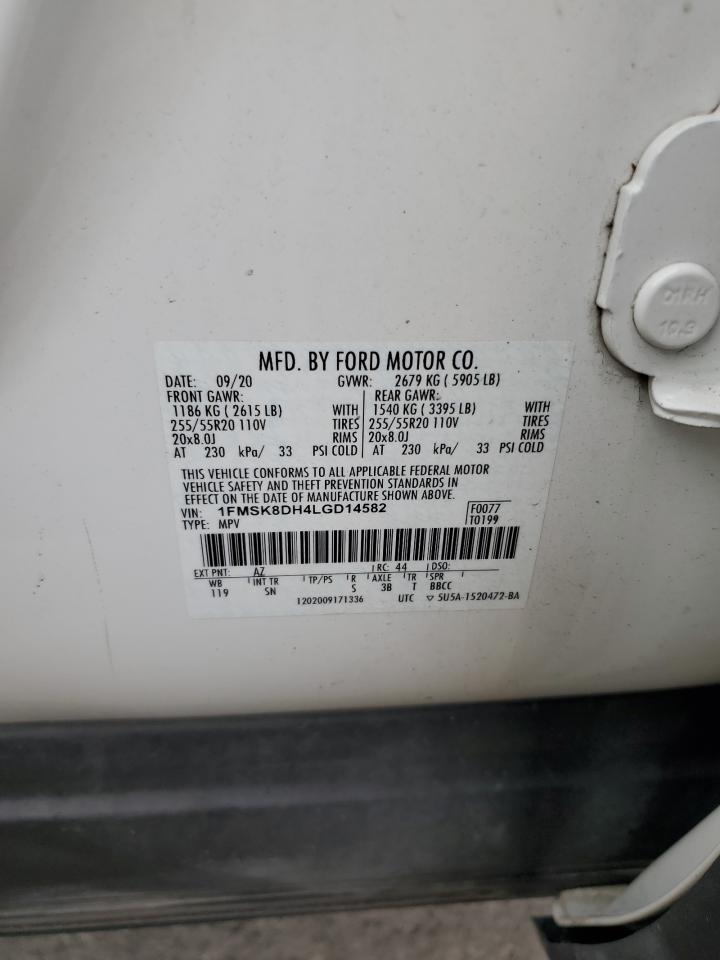 01RH
10.9
MFD. BY FORD MOTOR CO.
DATE: 09/20 GVWR: 2679 KG ( 5905 LB)
FRONT GAWR: REAR GAWR:
1186 KG ( 2615 LB) WITH 1540 KG ( 3395 LB) WITH
255/55R20 110V TIRES 255/55R20 110V TIRES
20x8.0J RIMS 20x8.0J RIMS
AT 230 kPa/ 33 PSI COLD AT 230 kPa/ 33 PSI COLD
THIS VEHICLE CONFORMS TO ALL APPLICABLE FEDERAL MOTOR
VEHICLE SAFETY AND THEFT PREVENTION STANDARDS IN
EFFECT ON THE DATE OF MANUFACTURE SHOWN ABOVE.
VIN: 1FMSK8DH4LGD14582 F0077
TYPE: MPV T0199
EXT PNT: AZ RC: 44 DSO:
WB INT TR TP/PS R AXLE TR SPR
119 SN S 3B T BBCC
1202009171336 UTC ▽ 5U5A-1520472-BA